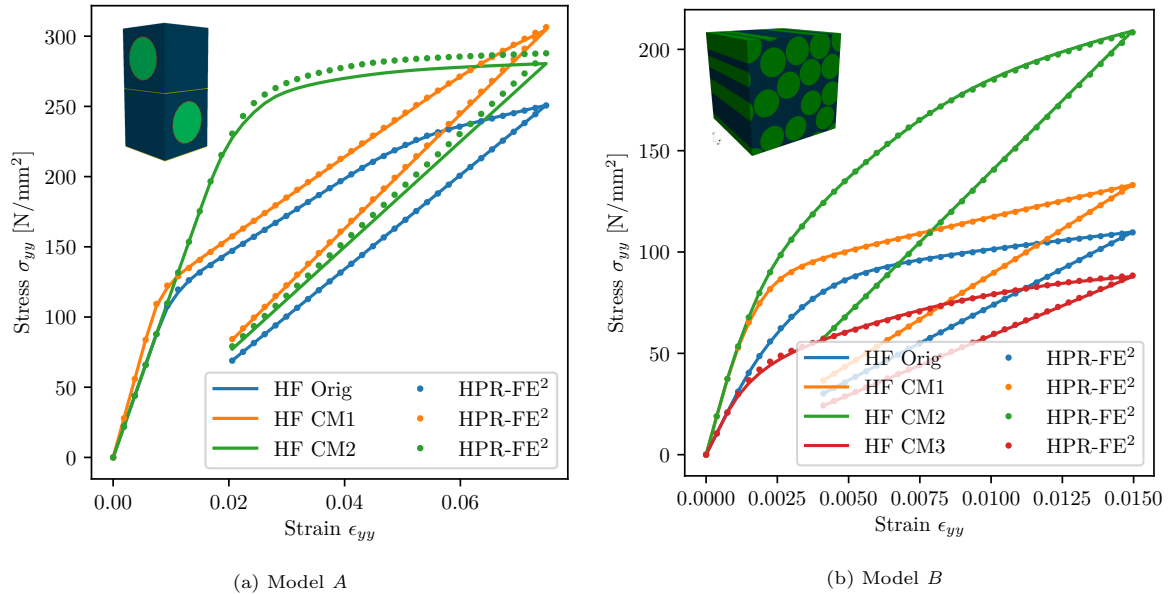 300
250
200
150
100
50
0
Stress σyy [N/mm²]
0.00 0.02 0.04 0.06
Strain ϵyy
HF Orig HPR-FE²
HF CM1 HPR-FE²
HF CM2 HPR-FE²
(a) Model A
200
150
100
50
0
Stress σyy [N/mm²]
0.0000 0.0025 0.0050 0.0075 0.0100 0.0125 0.0150
Strain ϵyy
HF Orig HPR-FE²
HF CM1 HPR-FE²
HF CM2 HPR-FE²
HF CM3 HPR-FE²
(b) Model B